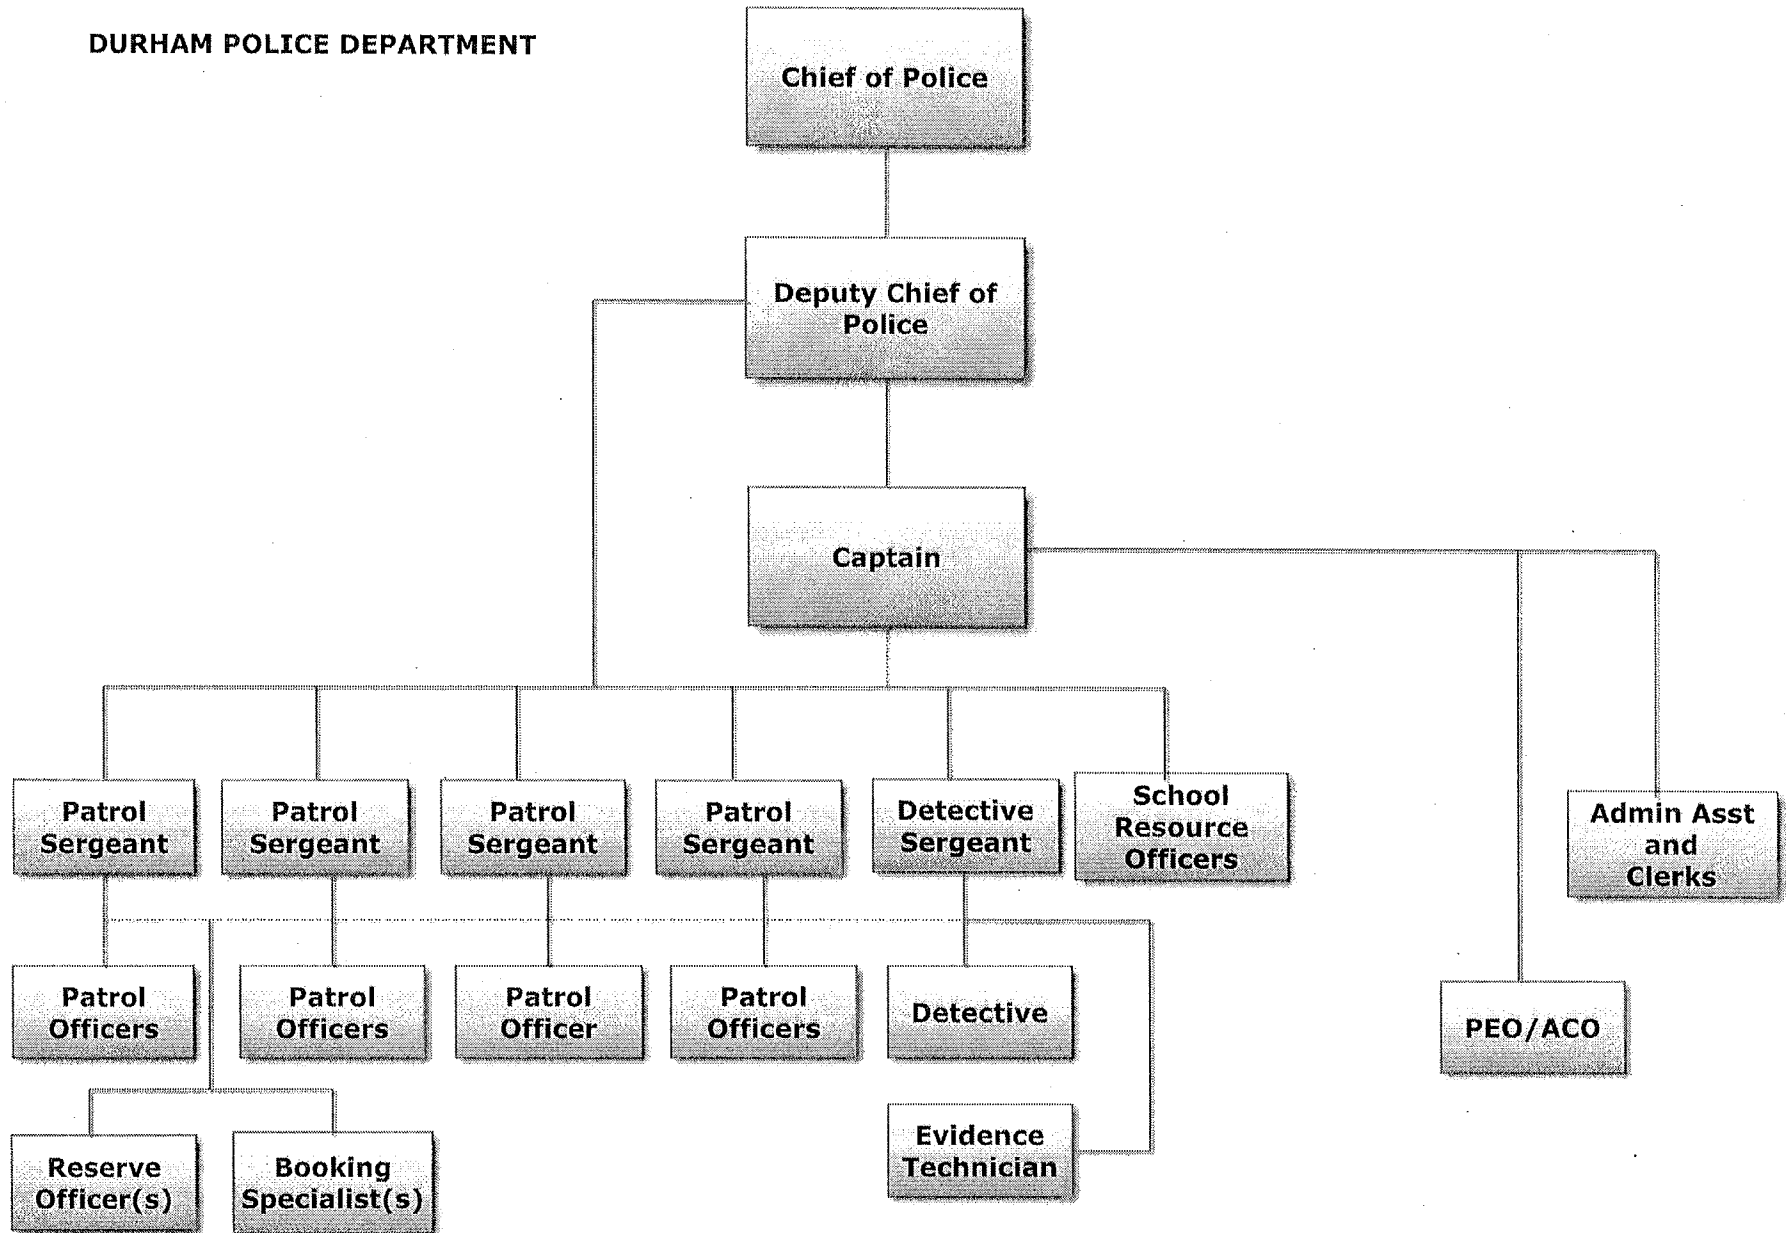 DURHAM POLICE DEPARTMENT
Chief of Police
Deputy Chief of
Police
Captain
Patrol
Sergeant
Patrol
Sergeant
Patrol
Sergeant
Patrol
Sergeant
Detective
Sergeant
School
Resource
Officers
Admin Asst
and
Clerks
Patrol
Officers
Patrol
Officers
Patrol
Officer
Patrol
Officers
Detective
PEO/ACO
Evidence
Technician
Reserve
Officer(s)
Booking
Specialist(s)